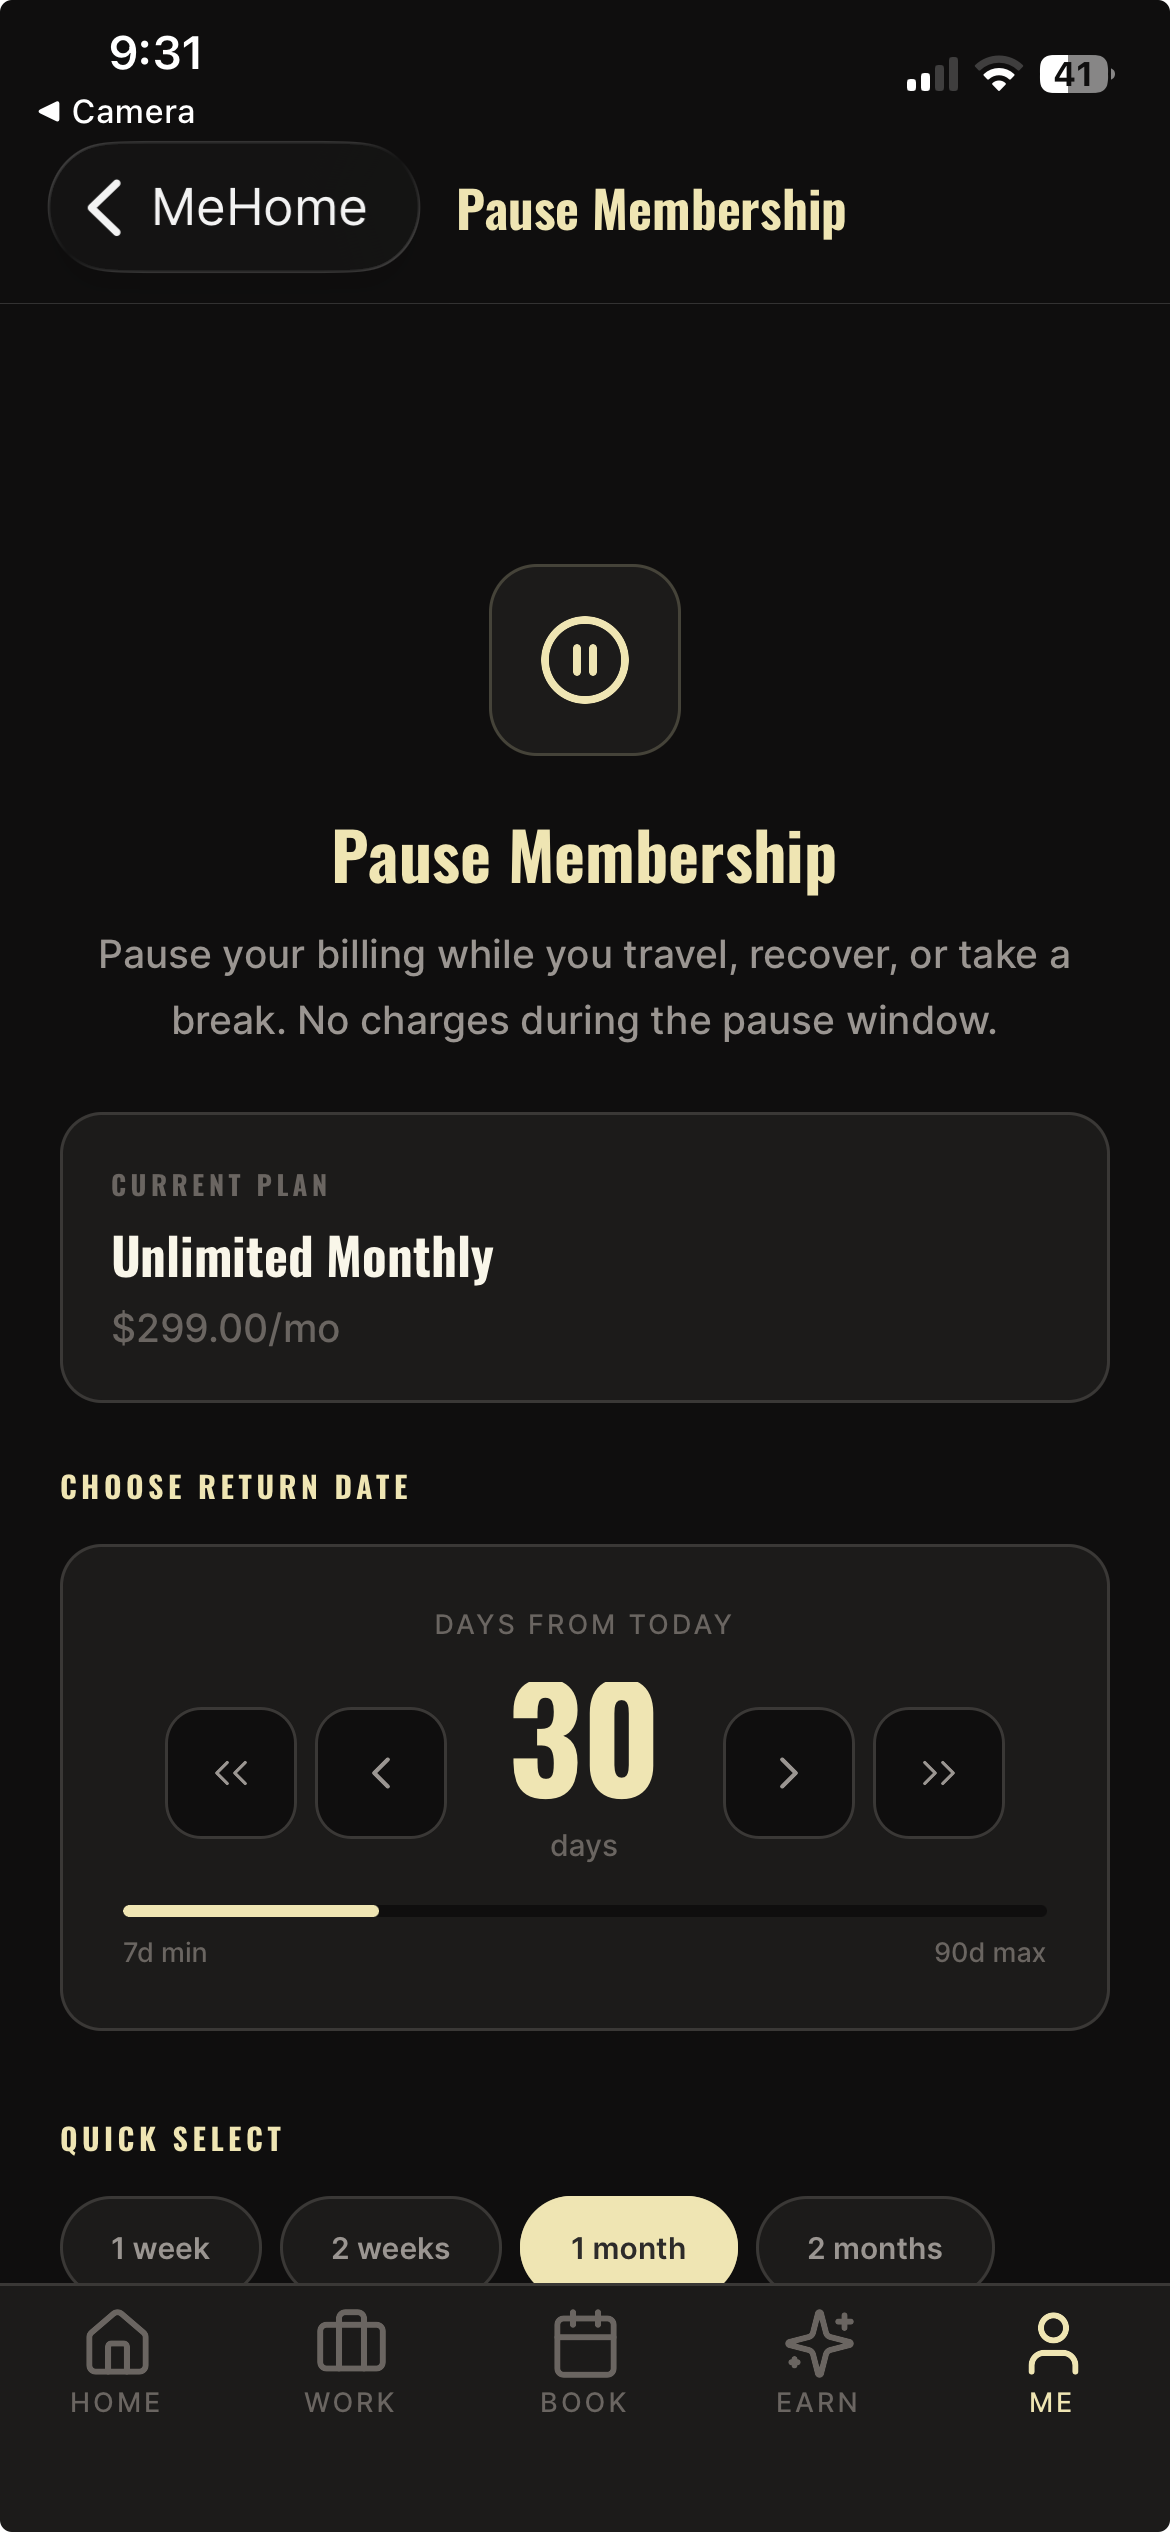 9:31
41
◀ Camera
MeHome
Pause Membership
Pause Membership
Pause your billing while you travel, recover, or take a
break. No charges during the pause window.
CURRENT PLAN
Unlimited Monthly
$299.00/mo
CHOOSE RETURN DATE
DAYS FROM TODAY
30
days
7d min
90d max
QUICK SELECT
1 week
2 weeks
1 month
2 months
HOME
WORK
BOOK
EARN
ME